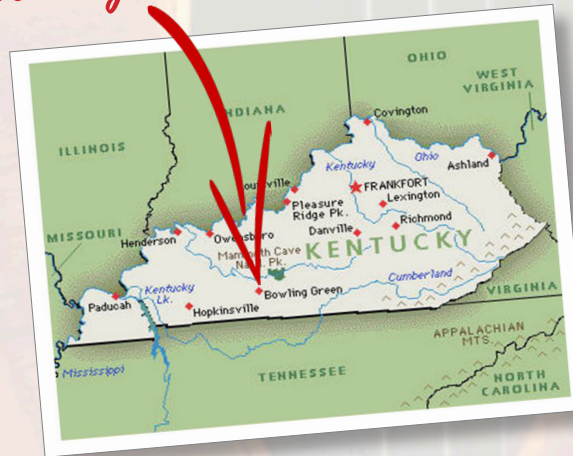 OHIO
WEST
VIRGINIA
INDIANA
Covington
ILLINOIS
Kentucky
Ohio
Ashland
FRANKFORT
Lexington
Pleasure
Ridge Pk.
Richmond
Danville
MISSOURI
Henderson
Owensboro
Mammoth Cave
Natl. Pk.
KENTUCKY
Cumberland
Kentucky
Lk.
Bowling Green
VIRGINIA
Paducah
Hopkinsville
APPALACHIAN
MTS.
Mississippi
TENNESSEE
NORTH
CAROLINA